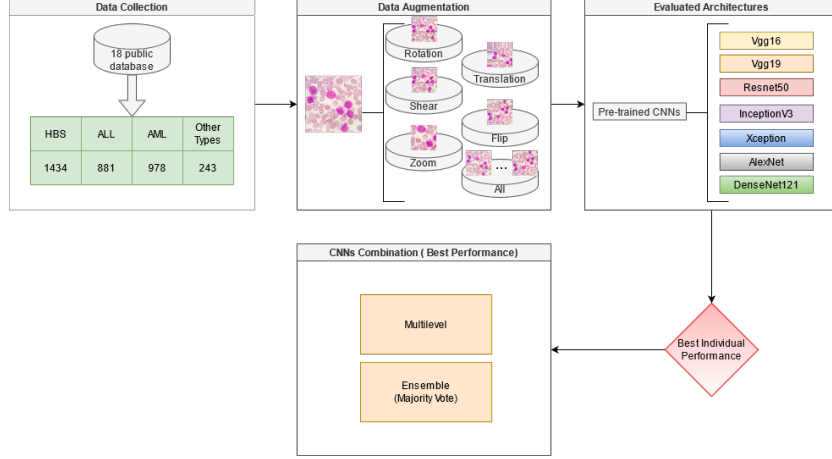 Data Collection
18 public
database
HBS ALL AML Other
Types
1434 881 978 243
Data Augmentation
Rotation
Translation
Shear
Flip
Zoom
...
All
Evaluated Architectures
Pre-trained CNNs
Vgg16
Vgg19
Resnet50
InceptionV3
Xception
AlexNet
DenseNet121
Best Individual
Performance
CNNs Combination ( Best Performance)
Multilevel
Ensemble
(Majority Vote)